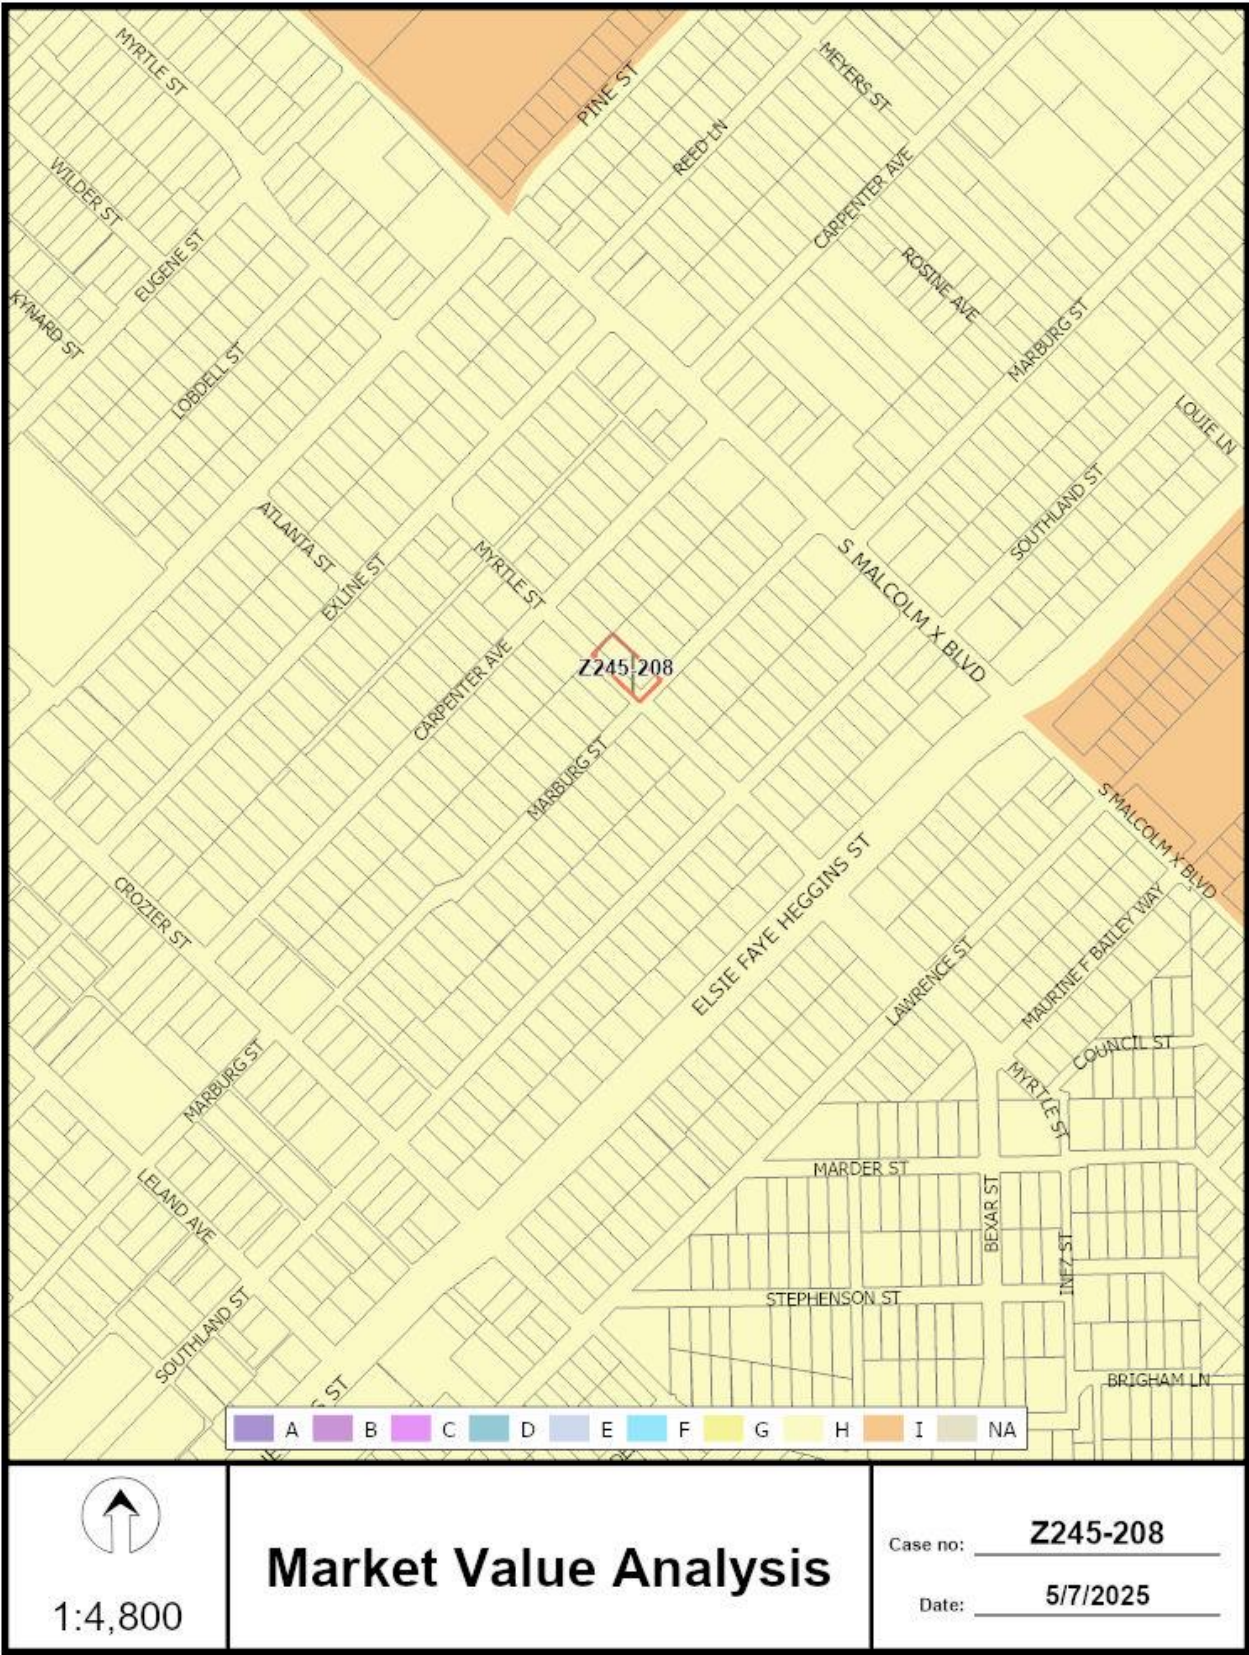 MYRTLE ST
PINE ST
MEYERS ST
REED LN
CARPENTER AVE
WILDER ST
EUGENE ST
ROSINE AVE
KYNARD ST
MARBURG ST
LOBDELL ST
LOUIE LN
SOUTHLAND ST
ATLANTA ST
EXLINE ST
MYRTLE ST
S MALCOLM X BLVD
CARPENTER AVE
Z245-208
MARBURG ST
S MALCOLM X BLVD
CROZIER ST
ELSIE FAYE HEGGINS ST
LAWRENCE ST
MAURINE F BAILEY WAY
COUNCIL ST
MARBURG ST
MYRTLE ST
MARDER ST
LELAND AVE
BEXAR ST
INEZ ST
STEPHENSON ST
SOUTHLAND ST
BRIGHAM LN
S ST
A B C D E F G H I NA
1:4,800
Market Value Analysis
Case no: Z245-208
Date: 5/7/2025